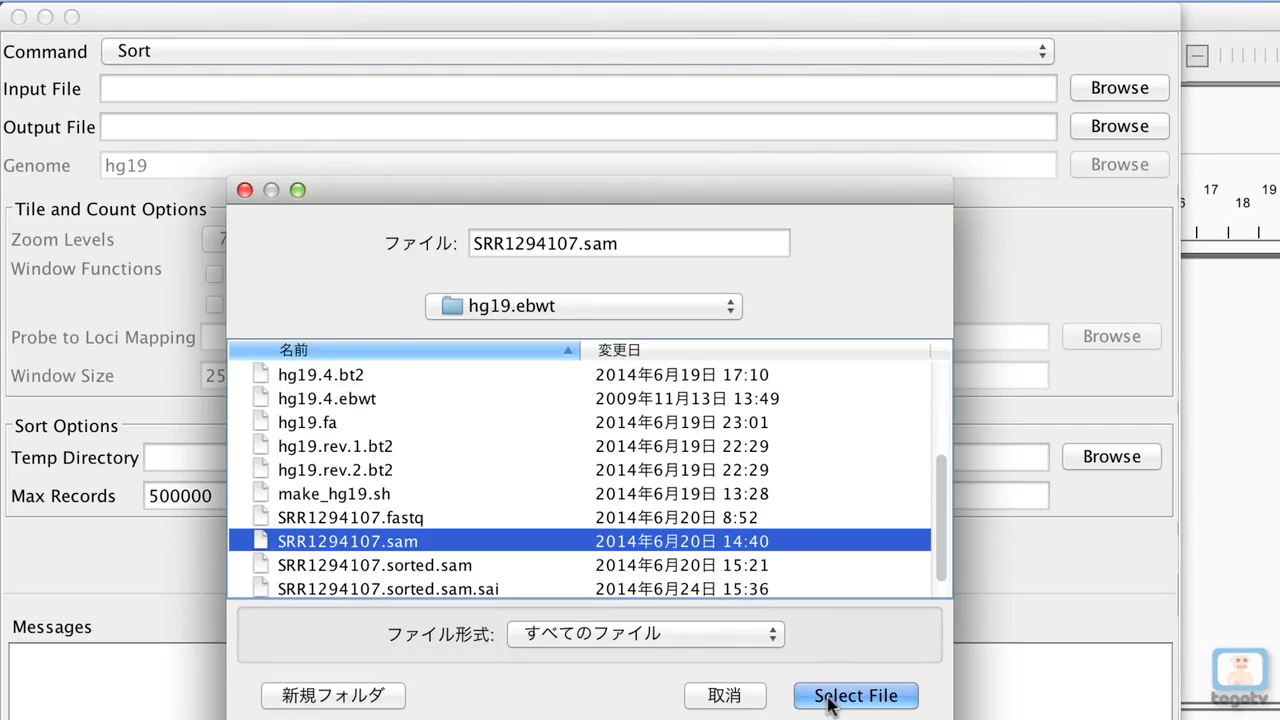 Command Sort
Input File Browse
Output File Browse
Genome hg19 Browse
17 19
6 18
Tile and Count Options
Zoom Levels 7
Window Functions
Probe to Loci Mapping Browse
Window Size 25
Sort Options
Temp Directory Browse
Max Records 500000
Messages
ファイル: SRR1294107.sam
hg19.ebwt
名前 変更日
hg19.4.bt2 2014年6月19日 17:10
hg19.4.ebwt 2009年11月13日 13:49
hg19.fa 2014年6月19日 23:01
hg19.rev.1.bt2 2014年6月19日 22:29
hg19.rev.2.bt2 2014年6月19日 22:29
make_hg19.sh 2014年6月19日 13:28
SRR1294107.fastq 2014年6月20日 8:52
SRR1294107.sam 2014年6月20日 14:40
SRR1294107.sorted.sam 2014年6月20日 15:21
SRR1294107.sorted.sam.sai 2014年6月24日 15:36
ファイル形式: すべてのファイル
新規フォルダ 取消 Select File
togotv